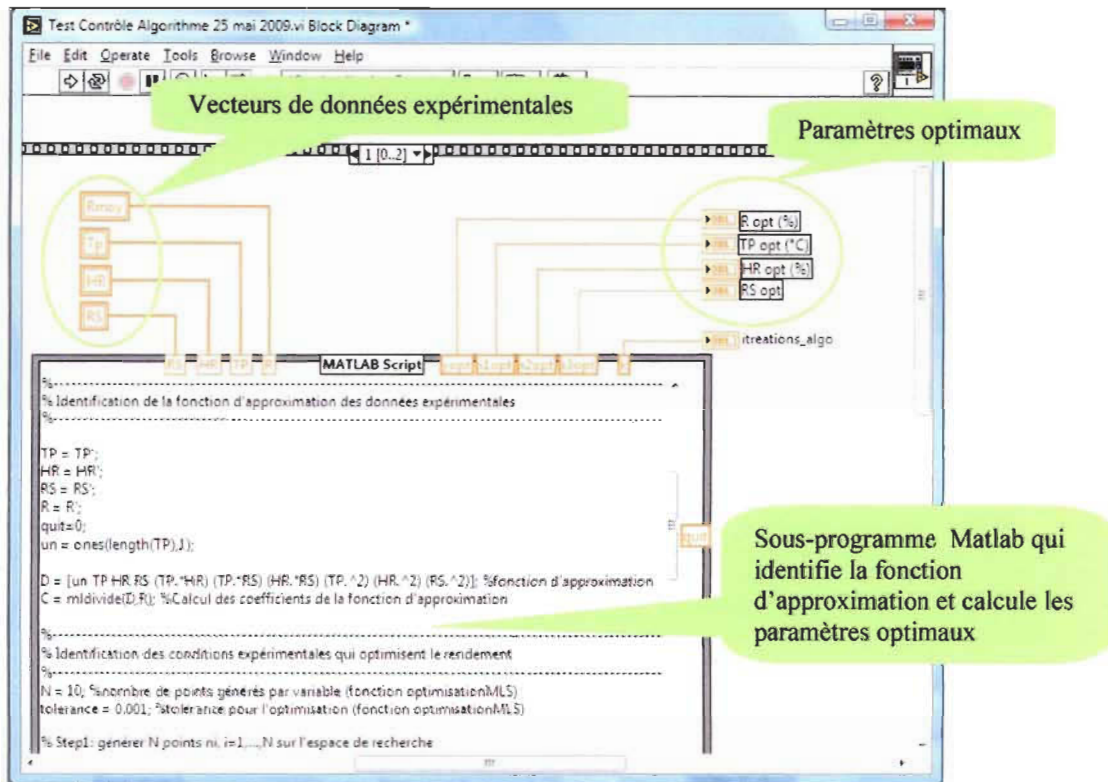 Test Contrôle Algorithme 25 mai 2009.vi Block Diagram *
File Edit Operate Tools Browse Window Help
Vecteurs de données expérimentales
Paramètres optimaux
1 [0..2]
Rmoy
Tp
HR
RS
R opt (%)
TP opt (°C)
HR opt (%)
RS opt
itreations_algo
RS HR TP R
MATLAB Script
%
% Identification de la fonction d'approximation des données expérimentales
%
TP = TP';
HR = HR';
RS = RS';
R = R';
quit=0;
un = ones(length(TP),1);
quit
D = [un TP HR RS (TP.*HR) (TP.*RS) (HR.*RS) (TP.^2) (HR.^2) (RS.^2)]; %fonction d'approximation
C = mldivide(D,R); %Calcul des coefficients de la fonction d'approximation
Sous-programme Matlab qui
identifie la fonction
d'approximation et calcule les
paramètres optimaux
%
% Identification des conditions expérimentales qui optimisent le rendement
%
N = 10; %nombre de points générés par variable (fonction optimisationMLS)
tolerance = 0.001; %tolerance pour l'optimisation (fonction optimisationMLS)
% Step1: générer N points ni, i=1,...,N sur l'espace de recherche